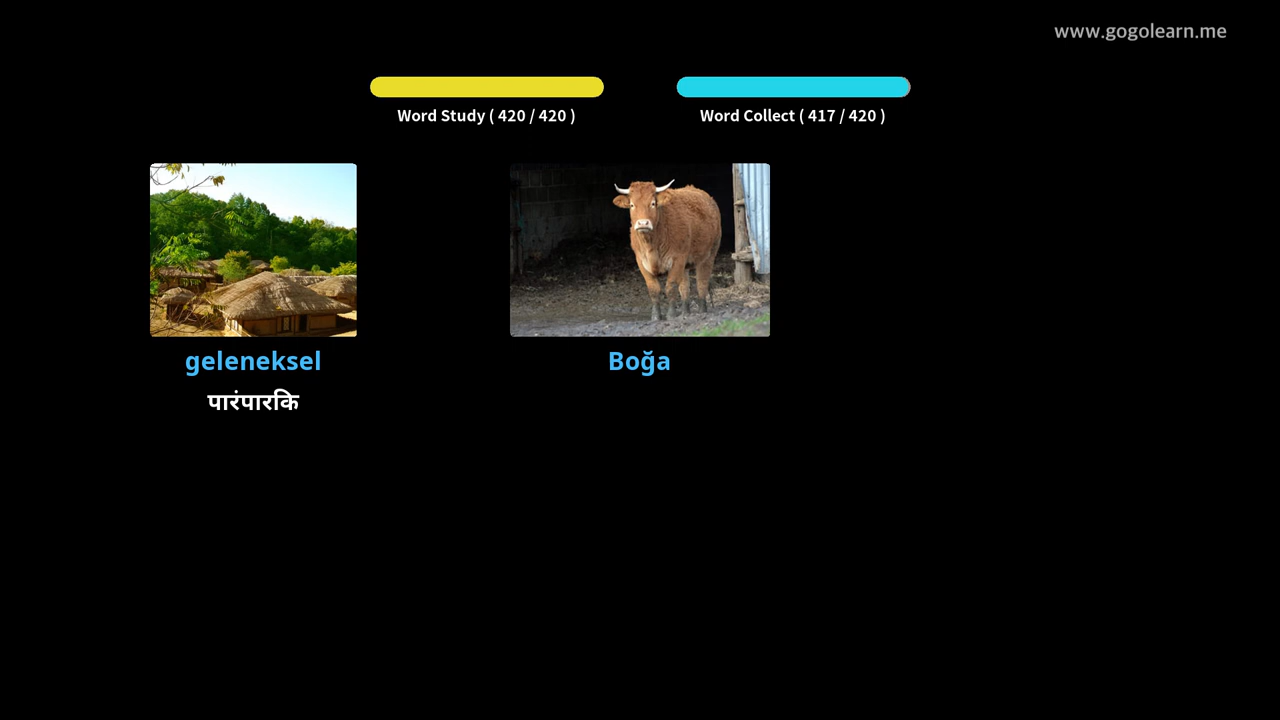 www.gogolearn.me
Word Study ( 420 / 420 )
Word Collect ( 417 / 420 )
geleneksel
Boğa
पारंपारकि